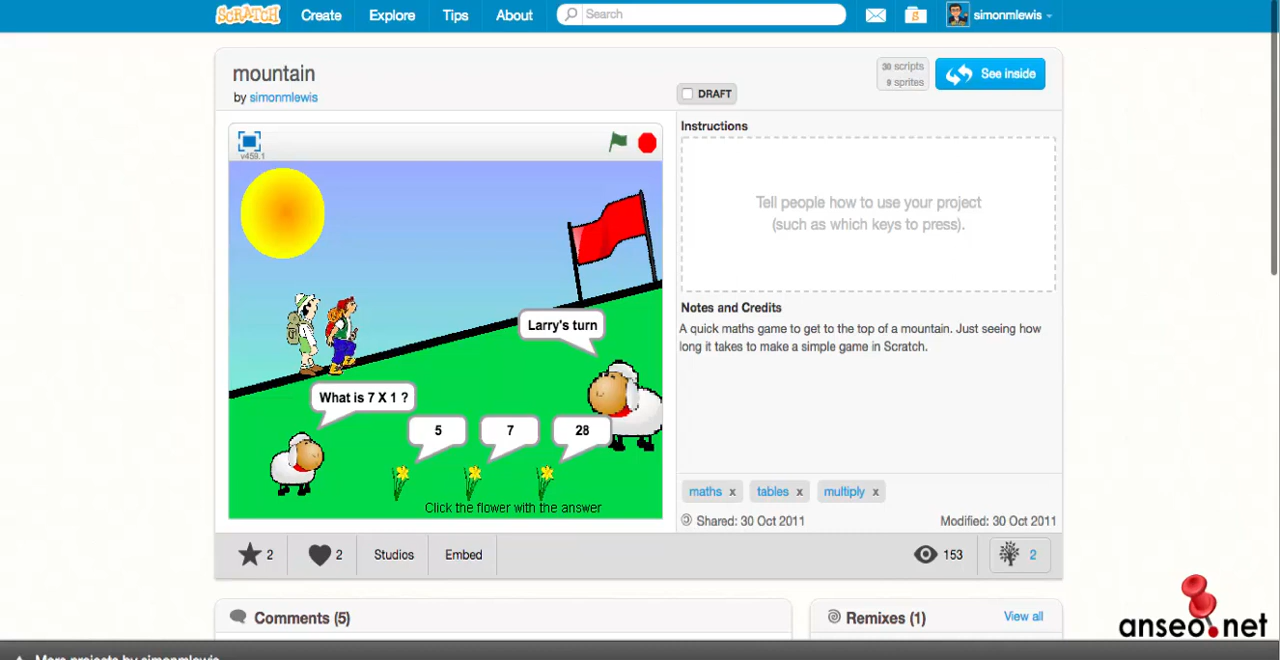 SCRATCH Create Explore Tips About Search simonmlewis
mountain
by simonmlewis
30 scripts
9 sprites
See inside
DRAFT
v459.1
Instructions
Tell people how to use your project
(such as which keys to press).
Notes and Credits
A quick maths game to get to the top of a mountain. Just seeing how
long it takes to make a simple game in Scratch.
Larry's turn
What is 7 X 1 ?
5 7 28
Click the flower with the answer
maths x tables x multiply x
Shared: 30 Oct 2011 Modified: 30 Oct 2011
2 2 Studios Embed 153 2
Comments (5)
Remixes (1) View all
anseo.net
More projects by simonmlewis